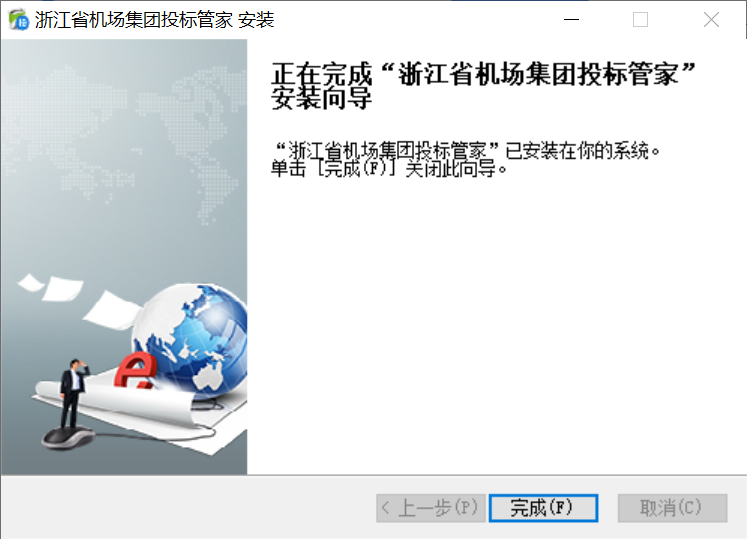 浙江省机场集团投标管家 安装
正在完成“浙江省机场集团投标管家”
安装向导
“浙江省机场集团投标管家”已安装在你的系统。
单击 [完成(F)] 关闭此向导。
< 上一步(P)
完成(F)
取消(C)